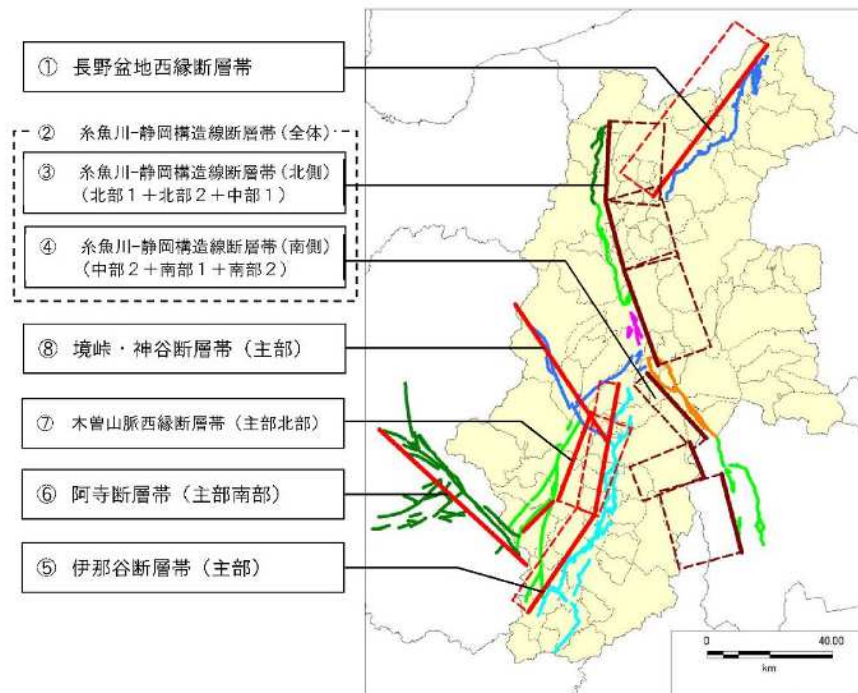 ① 長野盆地西縁断層帯
② 糸魚川-静岡構造線断層帯(全体)
③ 糸魚川-静岡構造線断層帯(北側)
(北部1+北部2+中部1)
④ 糸魚川-静岡構造線断層帯(南側)
(中部2+南部1+南部2)
⑧ 境峠・神谷断層帯(主部)
⑦ 木曽山脈西縁断層帯(主部北部)
⑥ 阿寺断層帯(主部南部)
⑤ 伊那谷断層帯(主部)
0 40.00
km